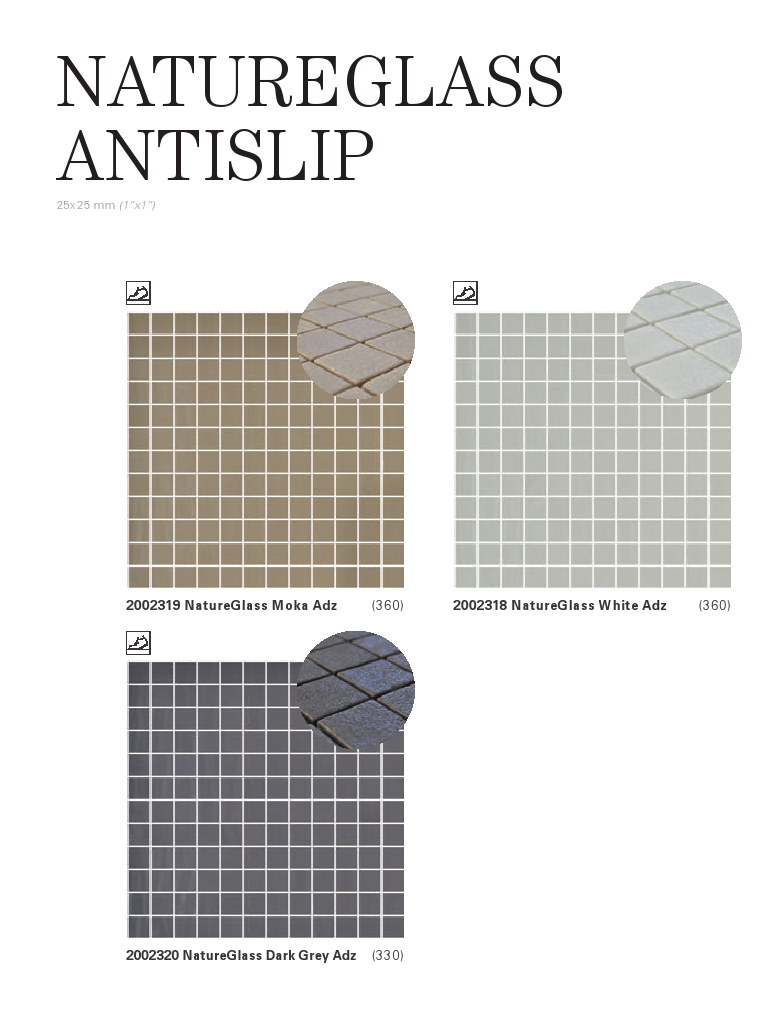 NATUREGLASS
ANTISLIP
25x25 mm (1"x1")
2002319 NatureGlass Moka Adz (360)
2002318 NatureGlass White Adz (360)
2002320 NatureGlass Dark Grey Adz (330)